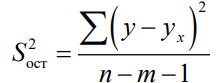 S²ост = ∑(y − yₓ)² / (n − m − 1)